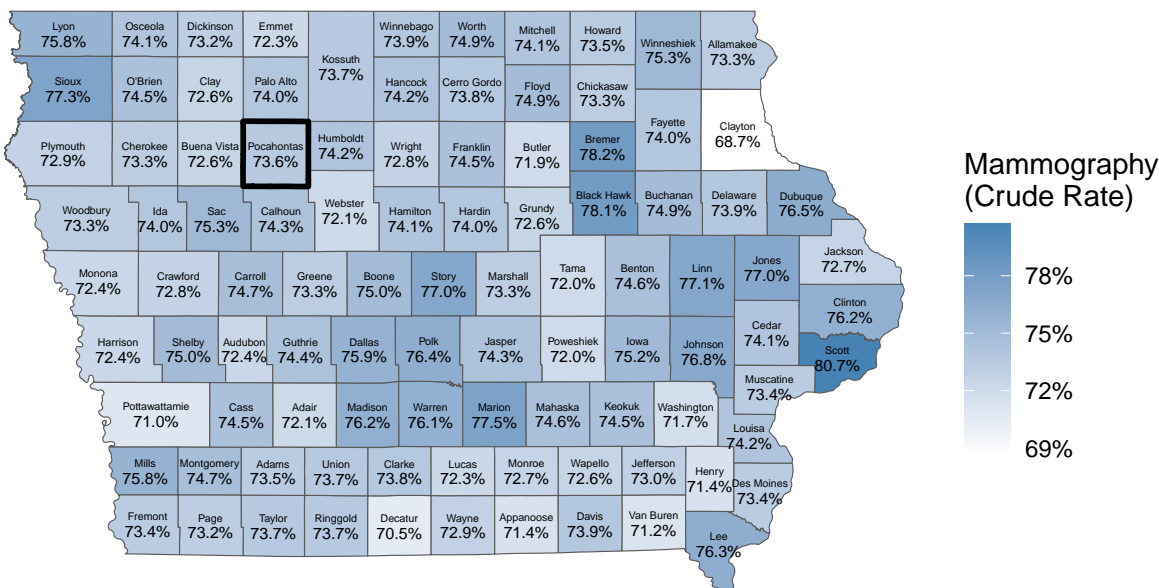 Lyon
75.8%
Osceola
74.1%
Dickinson
73.2%
Emmet
72.3%
Kossuth
73.7%
Winnebago
73.9%
Worth
74.9%
Mitchell
74.1%
Howard
73.5%
Winneshiek
75.3%
Allamakee
73.3%
Sioux
77.3%
O'Brien
74.5%
Clay
72.6%
Palo Alto
74.0%
Hancock
74.2%
Cerro Gordo
73.8%
Floyd
74.9%
Chickasaw
73.3%
Fayette
74.0%
Clayton
68.7%
Plymouth
72.9%
Cherokee
73.3%
Buena Vista
72.6%
Pocahontas
73.6%
Humboldt
74.2%
Wright
72.8%
Franklin
74.5%
Butler
71.9%
Bremer
78.2%
Woodbury
73.3%
Ida
74.0%
Sac
75.3%
Calhoun
74.3%
Webster
72.1%
Hamilton
74.1%
Hardin
74.0%
Grundy
72.6%
Black Hawk
78.1%
Buchanan
74.9%
Delaware
73.9%
Dubuque
76.5%
Monona
72.4%
Crawford
72.8%
Carroll
74.7%
Greene
73.3%
Boone
75.0%
Story
77.0%
Marshall
73.3%
Tama
72.0%
Benton
74.6%
Linn
77.1%
Jones
77.0%
Jackson
72.7%
Clinton
76.2%
Harrison
72.4%
Shelby
75.0%
Audubon
72.4%
Guthrie
74.4%
Dallas
75.9%
Polk
76.4%
Jasper
74.3%
Poweshiek
72.0%
Iowa
75.2%
Johnson
76.8%
Cedar
74.1%
Scott
80.7%
Muscatine
73.4%
Pottawattamie
71.0%
Cass
74.5%
Adair
72.1%
Madison
76.2%
Warren
76.1%
Marion
77.5%
Mahaska
74.6%
Keokuk
74.5%
Washington
71.7%
Louisa
74.2%
Mills
75.8%
Montgomery
74.7%
Adams
73.5%
Union
73.7%
Clarke
73.8%
Lucas
72.3%
Monroe
72.7%
Wapello
72.6%
Jefferson
73.0%
Henry
71.4%
Des Moines
73.4%
Fremont
73.4%
Page
73.2%
Taylor
73.7%
Ringgold
73.7%
Decatur
70.5%
Wayne
72.9%
Appanoose
71.4%
Davis
73.9%
Van Buren
71.2%
Lee
76.3%
Mammography
(Crude Rate)
78%
75%
72%
69%